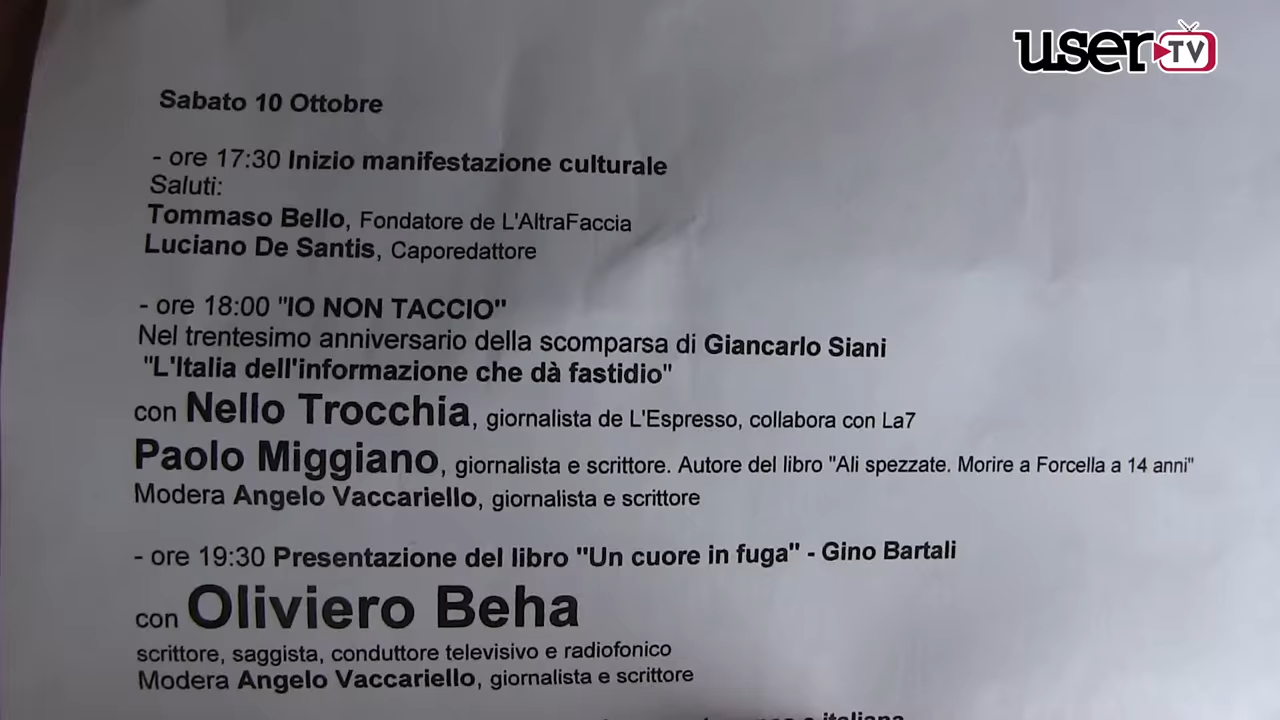 user TV
Sabato 10 Ottobre
- ore 17:30 Inizio manifestazione culturale
Saluti:
Tommaso Bello, Fondatore de L'AltraFaccia
Luciano De Santis, Caporedattore
- ore 18:00 "IO NON TACCIO"
Nel trentesimo anniversario della scomparsa di Giancarlo Siani
"L'Italia dell'informazione che dà fastidio"
con Nello Trocchia, giornalista de L'Espresso, collabora con La7
Paolo Miggiano, giornalista e scrittore. Autore del libro "Ali spezzate. Morire a Forcella a 14 anni"
Modera Angelo Vaccariello, giornalista e scrittore
- ore 19:30 Presentazione del libro "Un cuore in fuga" - Gino Bartali
con Oliviero Beha
scrittore, saggista, conduttore televisivo e radiofonico
Modera Angelo Vaccariello, giornalista e scrittore